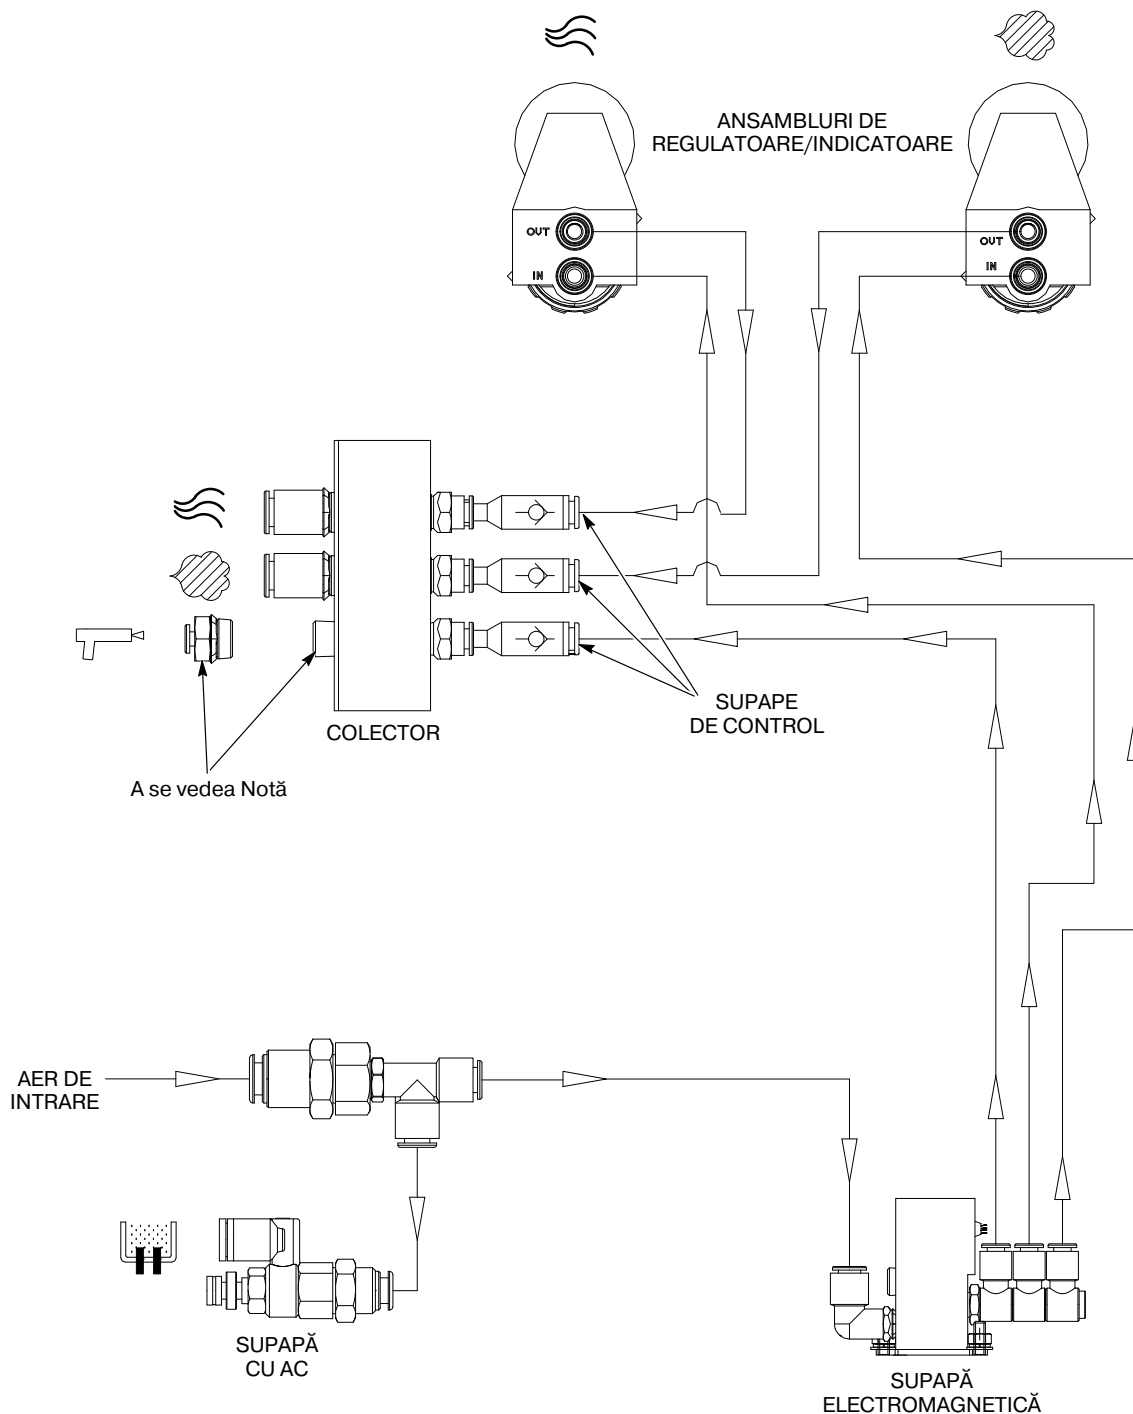 ANSAMBLURI DE
REGULATOARE/INDICATOARE
OUT
IN
OUT
IN
SUPAPE
DE CONTROL
COLECTOR
A se vedea Notă
AER DE
INTRARE
SUPAPĂ
CU AC
SUPAPĂ
ELECTROMAGNETICĂ